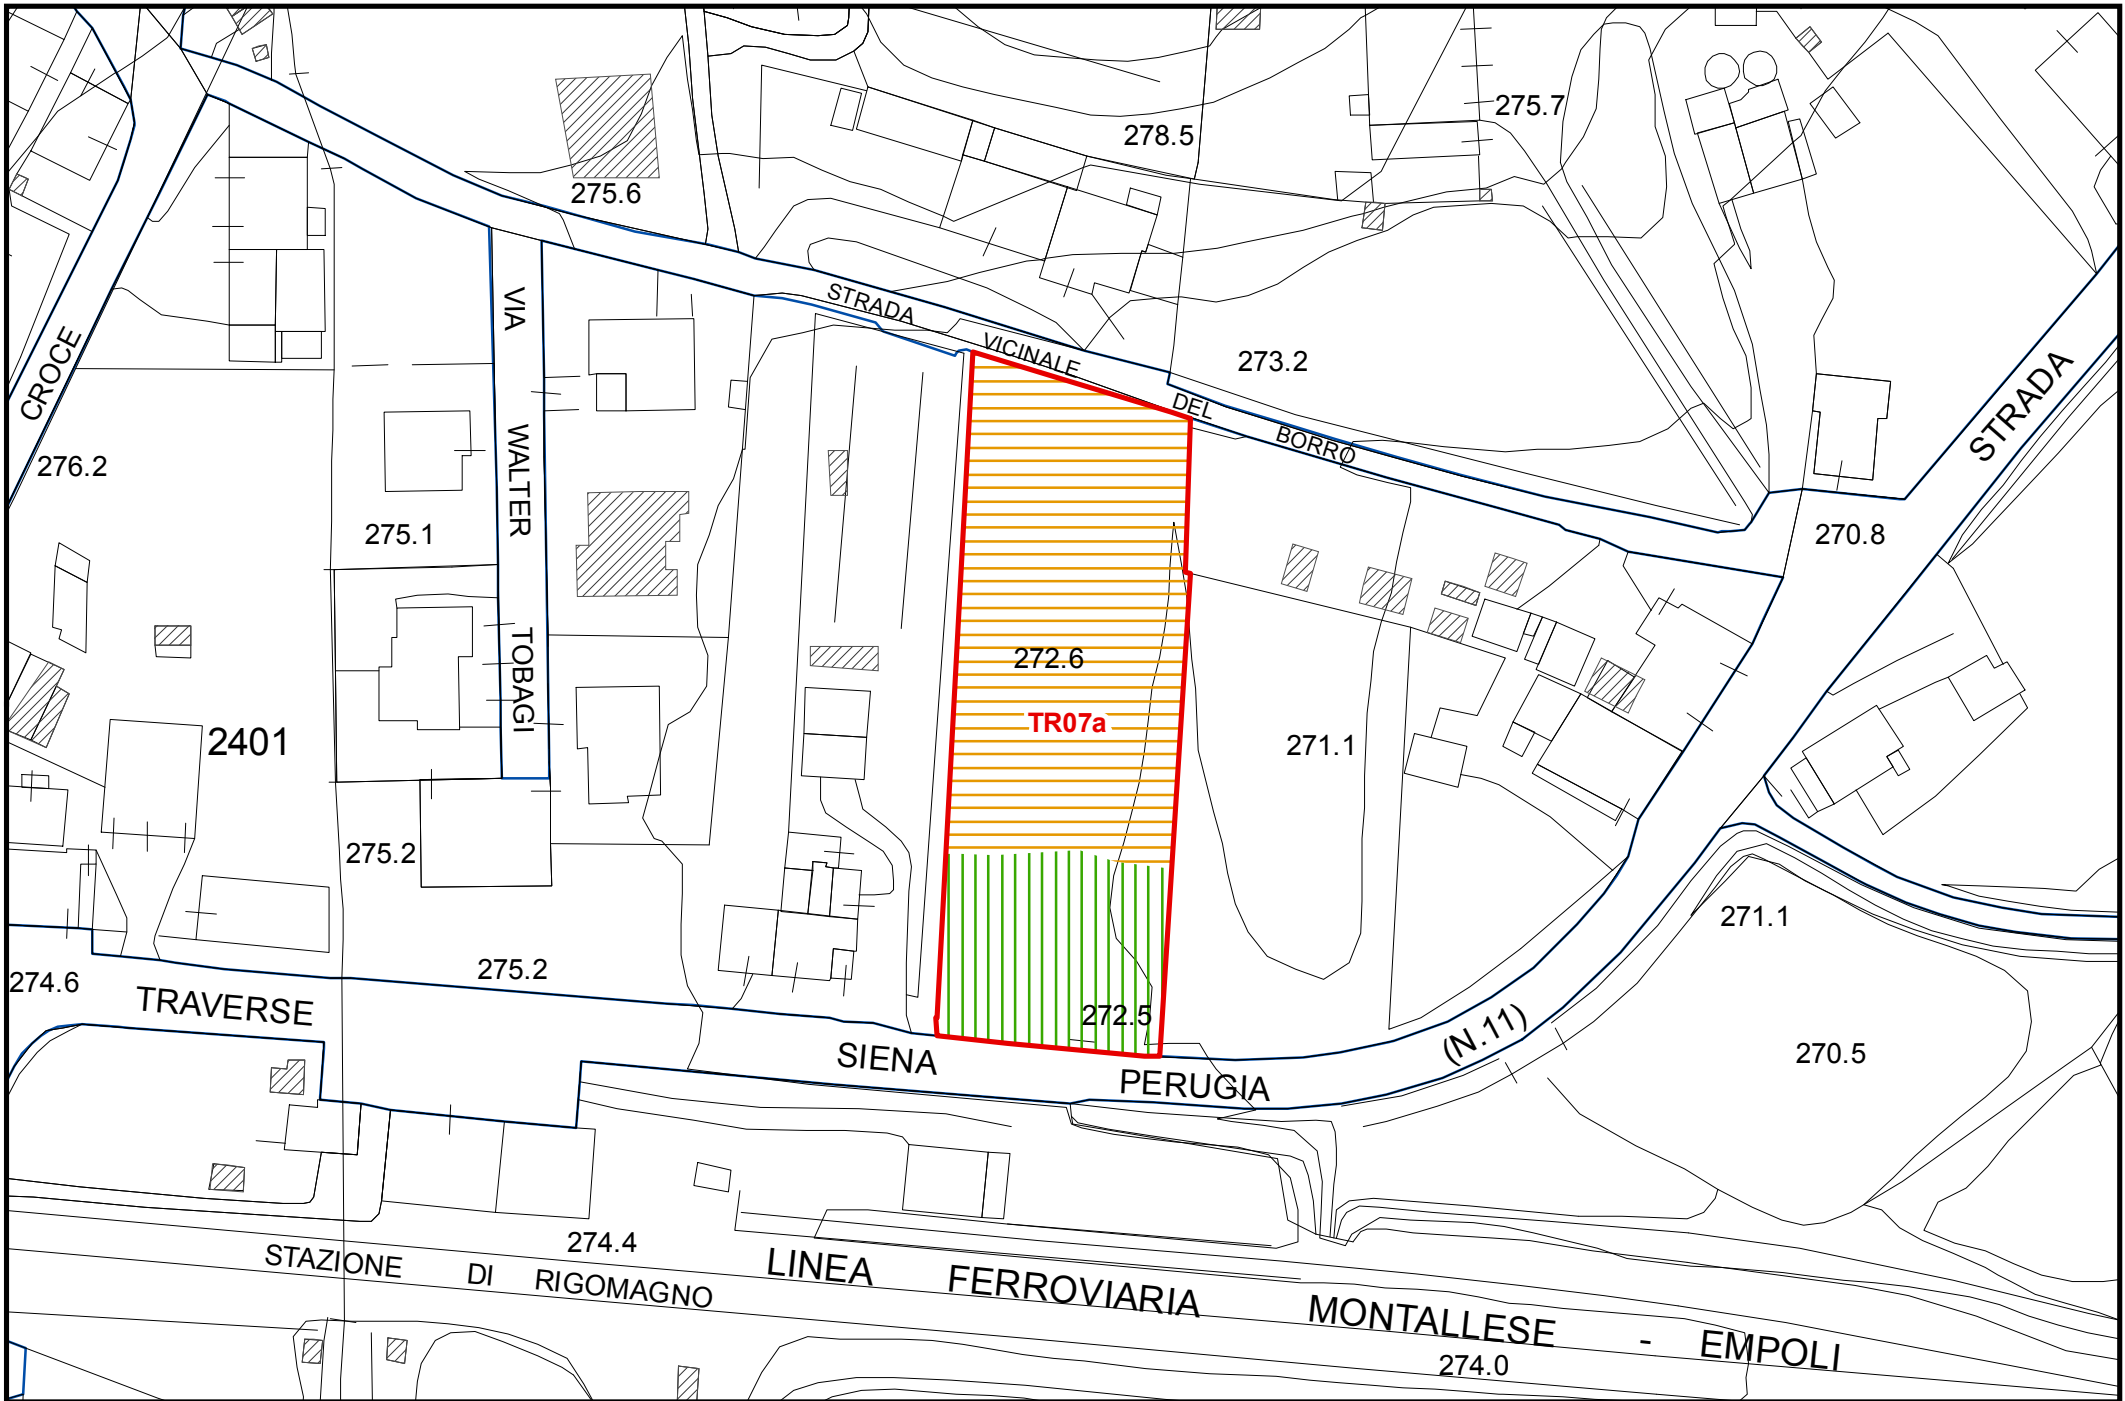 278.5
275.7
275.6
STRADA VICINALE DEL BORRO
273.2
VIA WALTER TOBAGI
CROCE
STRADA
276.2
275.1
270.8
272.6
TR07a
2401
271.1
275.2
271.1
275.2
274.6
TRAVERSE SIENA PERUGIA (N.11)
272.5
270.5
274.4
STAZIONE DI RIGOMAGNO
LINEA FERROVIARIA MONTALLESE - EMPOLI
274.0